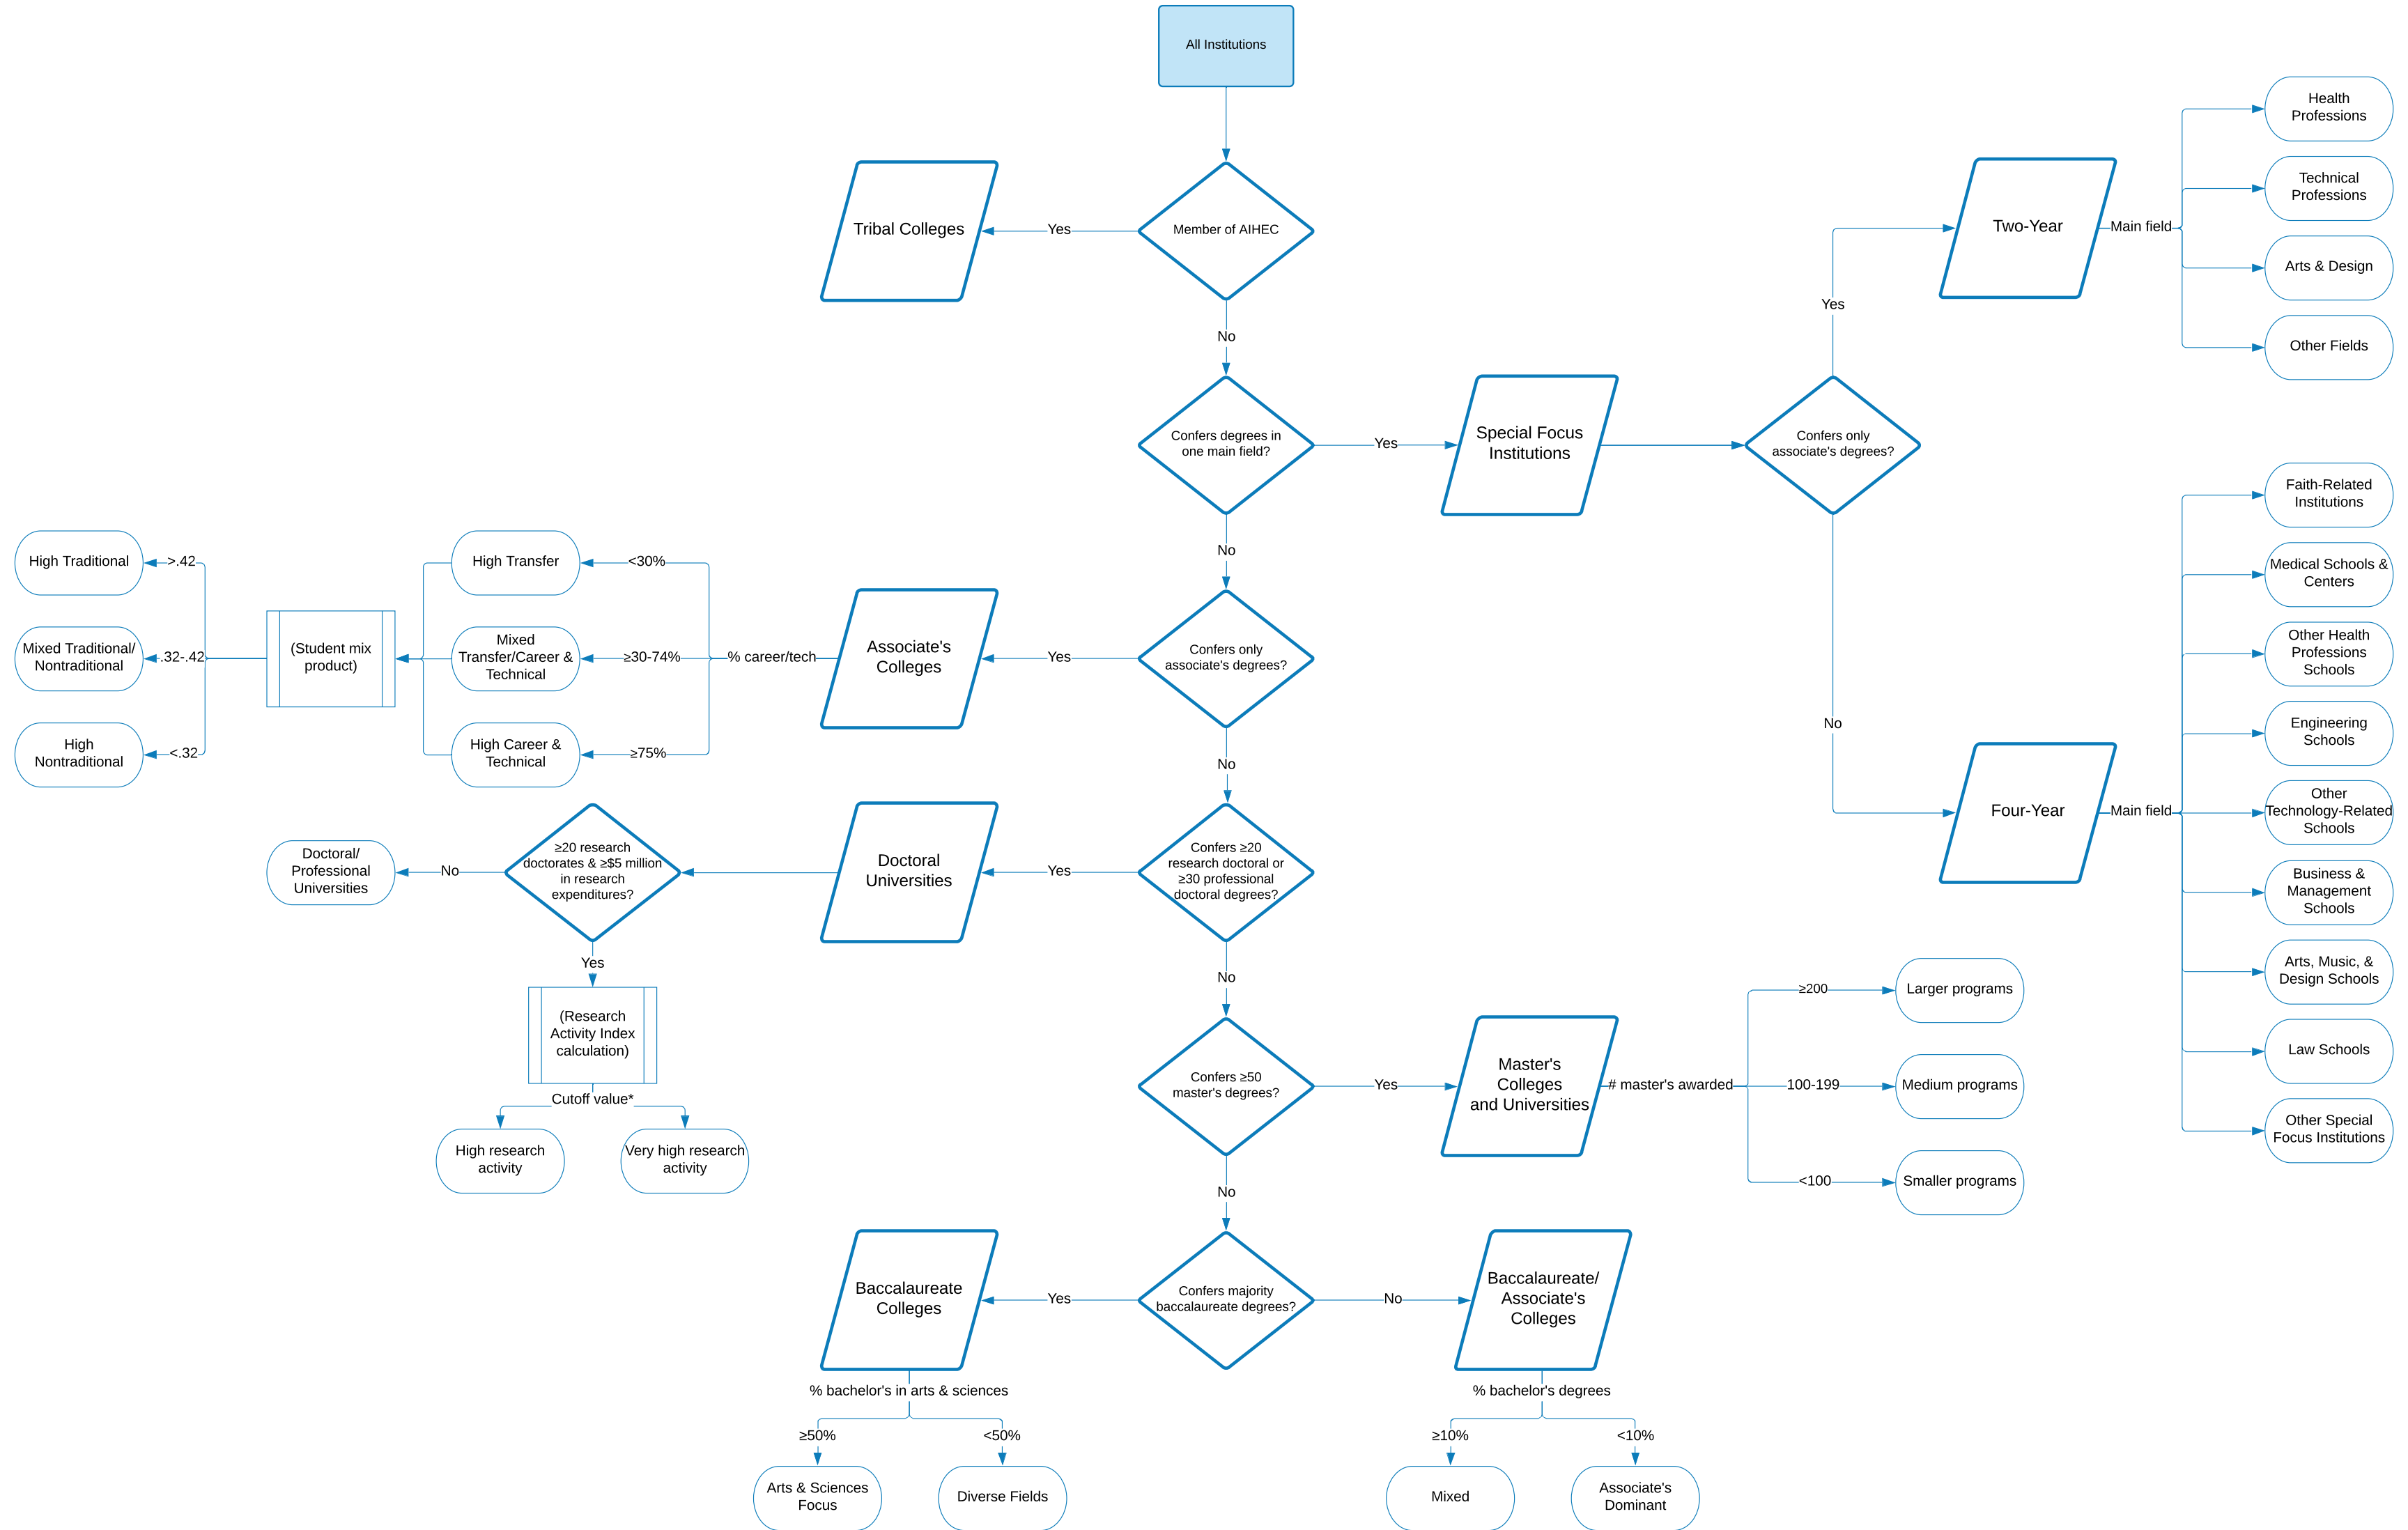 All Institutions
Member of AIHEC
Yes
Tribal Colleges
No
Confers degrees in
one main field?
Yes
Special Focus
Institutions
Confers only
associate's degrees?
Yes
Two-Year
Main field
Health
Professions
Technical
Professions
Arts & Design
Other Fields
No
Four-Year
Main field
Faith-Related
Institutions
Medical Schools &
Centers
Other Health
Professions
Schools
Engineering
Schools
Other
Technology-Related
Schools
Business &
Management
Schools
Arts, Music, &
Design Schools
Law Schools
Other Special
Focus Institutions
No
Confers only
associate's degrees?
Yes
Associate's
Colleges
% career/tech
<30%
≥30-74%
≥75%
High Transfer
Mixed
Transfer/Career &
Technical
High Career &
Technical
(Student mix
product)
>.42
.32-.42
<.32
High Traditional
Mixed Traditional/
Nontraditional
High
Nontraditional
No
Confers ≥20
research doctoral or
≥30 professional
doctoral degrees?
Yes
Doctoral
Universities
≥20 research
doctorates & ≥$5 million
in research
expenditures?
No
Doctoral/
Professional
Universities
Yes
(Research
Activity Index
calculation)
Cutoff value*
High research
activity
Very high research
activity
No
Confers ≥50
master's degrees?
Yes
Master's
Colleges
and Universities
# master's awarded
≥200
Larger programs
100-199
Medium programs
<100
Smaller programs
No
Confers majority
baccalaureate degrees?
Yes
Baccalaureate
Colleges
% bachelor's in arts & sciences
≥50%
<50%
Arts & Sciences
Focus
Diverse Fields
No
Baccalaureate/
Associate's
Colleges
% bachelor's degrees
≥10%
<10%
Mixed
Associate's
Dominant